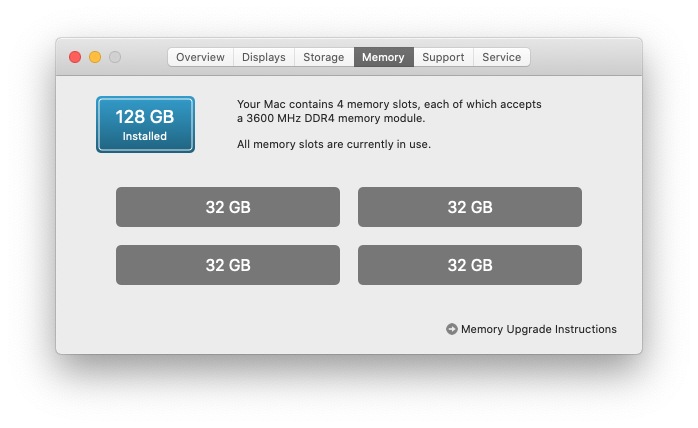 Overview Displays Storage Memory Support Service
128 GB
Installed
Your Mac contains 4 memory slots, each of which accepts
a 3600 MHz DDR4 memory module.
All memory slots are currently in use.
32 GB 32 GB
32 GB 32 GB
Memory Upgrade Instructions